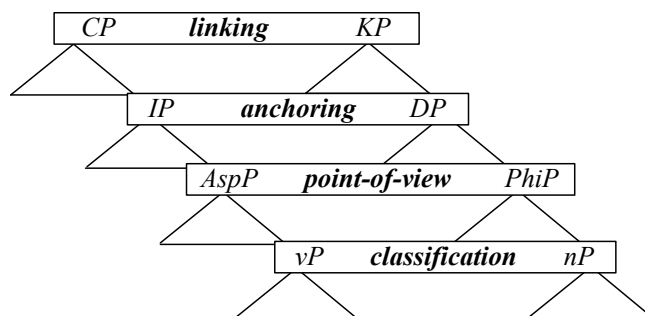 CP linking KP
IP anchoring DP
AspP point-of-view PhiP
vP classification nP